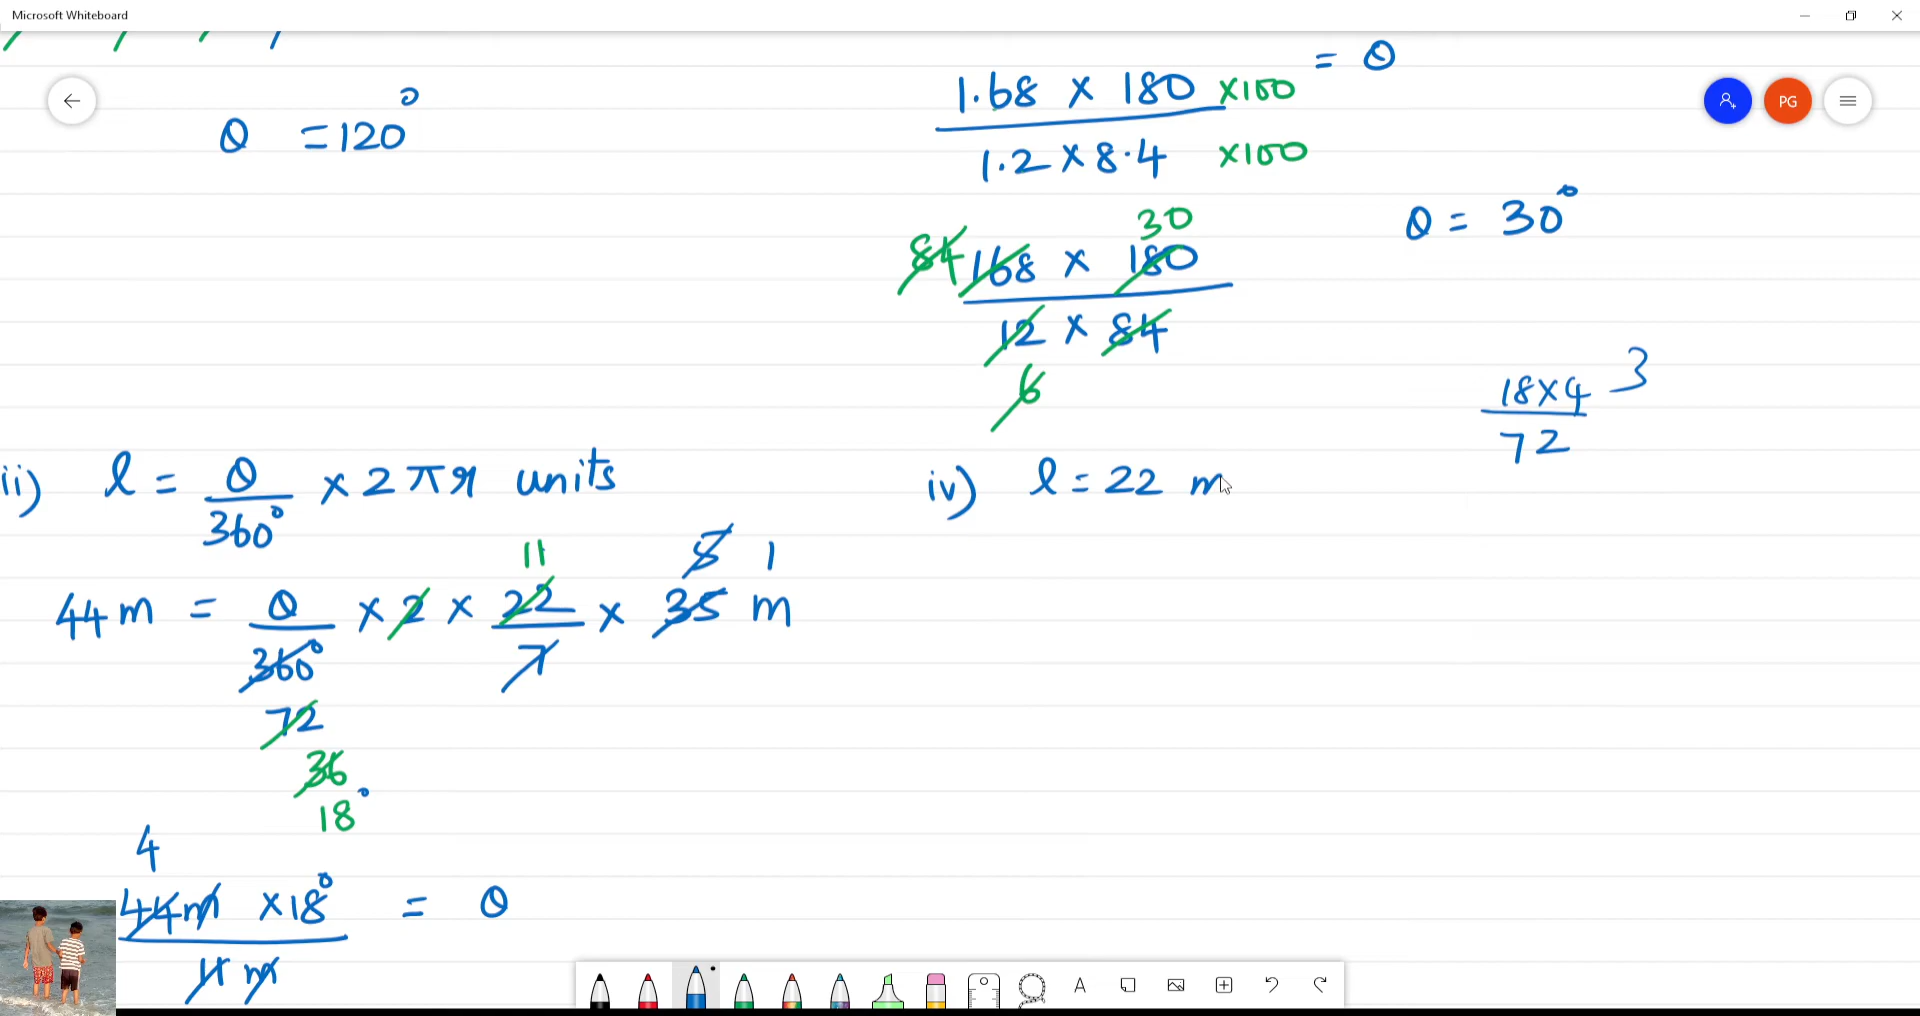 Microsoft Whiteboard
PG
θ = 120°
1.68 × 180 ×100 = θ
1.2 × 8.4 ×100
30
84 168 × 180
12 × 84
6
θ = 30°
18×4 3
72
ii) l = θ/360° × 2πr units
11 5 1
44 m = θ/360° × 2 × 22/7 × 35 m
72
36
18°
4
44 m × 18° = θ
11 m
iv) l = 22 m
A